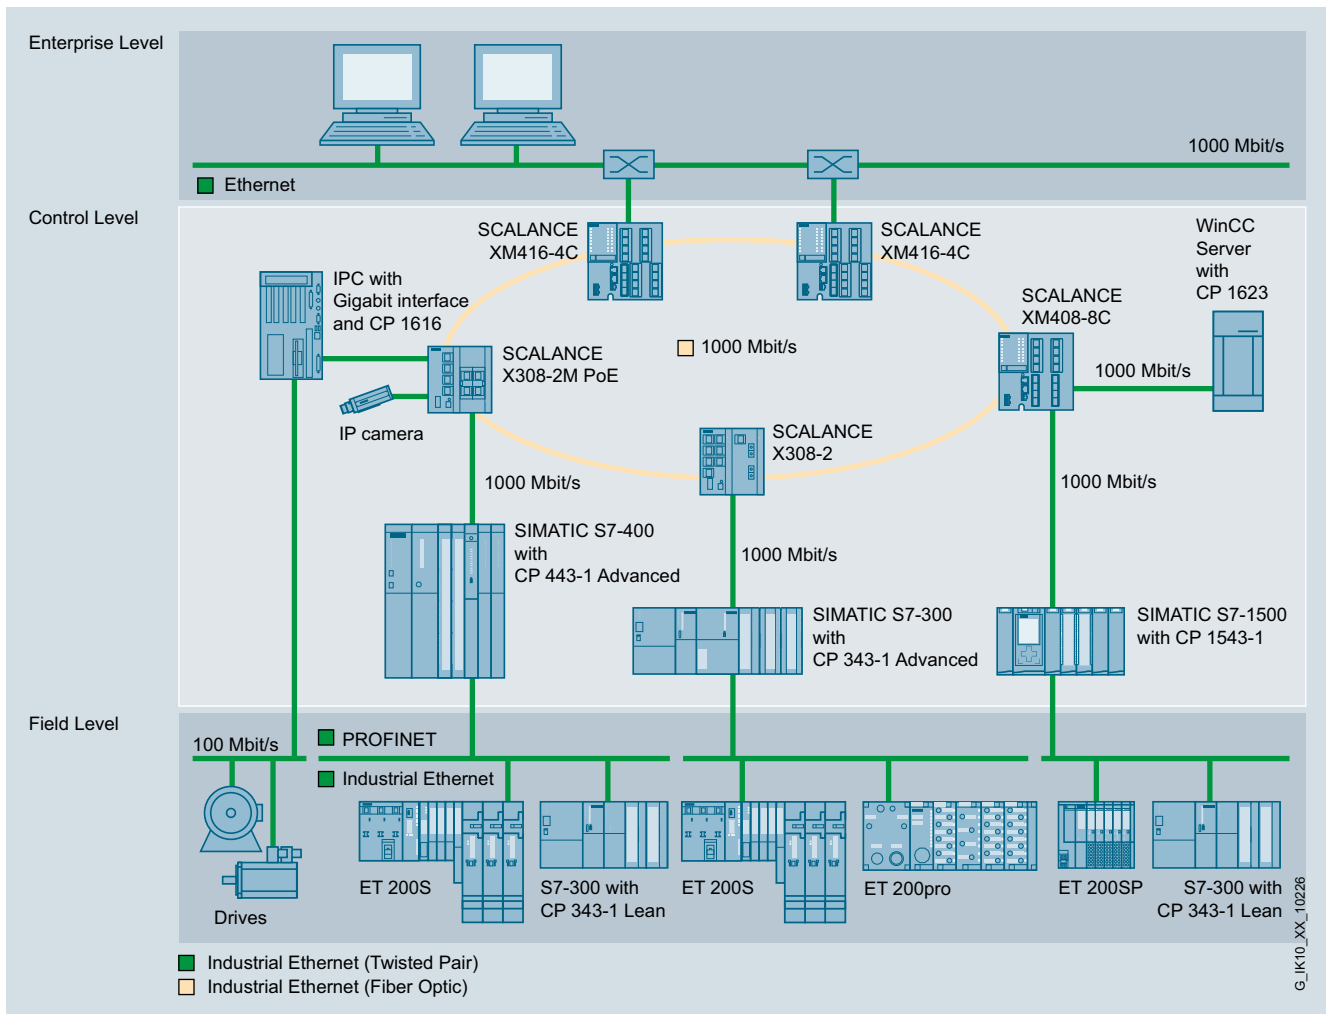 Enterprise Level
1000 Mbit/s
Ethernet
Control Level
SCALANCE
XM416-4C
SCALANCE
XM416-4C
WinCC
Server
with
CP 1623
IPC with
Gigabit interface
and CP 1616
SCALANCE
XM408-8C
SCALANCE
X308-2M PoE
1000 Mbit/s
1000 Mbit/s
IP camera
SCALANCE
X308-2
1000 Mbit/s
1000 Mbit/s
SIMATIC S7-400
with
CP 443-1 Advanced
1000 Mbit/s
SIMATIC S7-300
with
CP 343-1 Advanced
SIMATIC S7-1500
with CP 1543-1
Field Level
100 Mbit/s
PROFINET
Industrial Ethernet
Drives
ET 200S
S7-300 with
CP 343-1 Lean
ET 200S
ET 200pro
ET 200SP
S7-300 with
CP 343-1 Lean
G_IK10_XX_10226
Industrial Ethernet (Twisted Pair)
Industrial Ethernet (Fiber Optic)